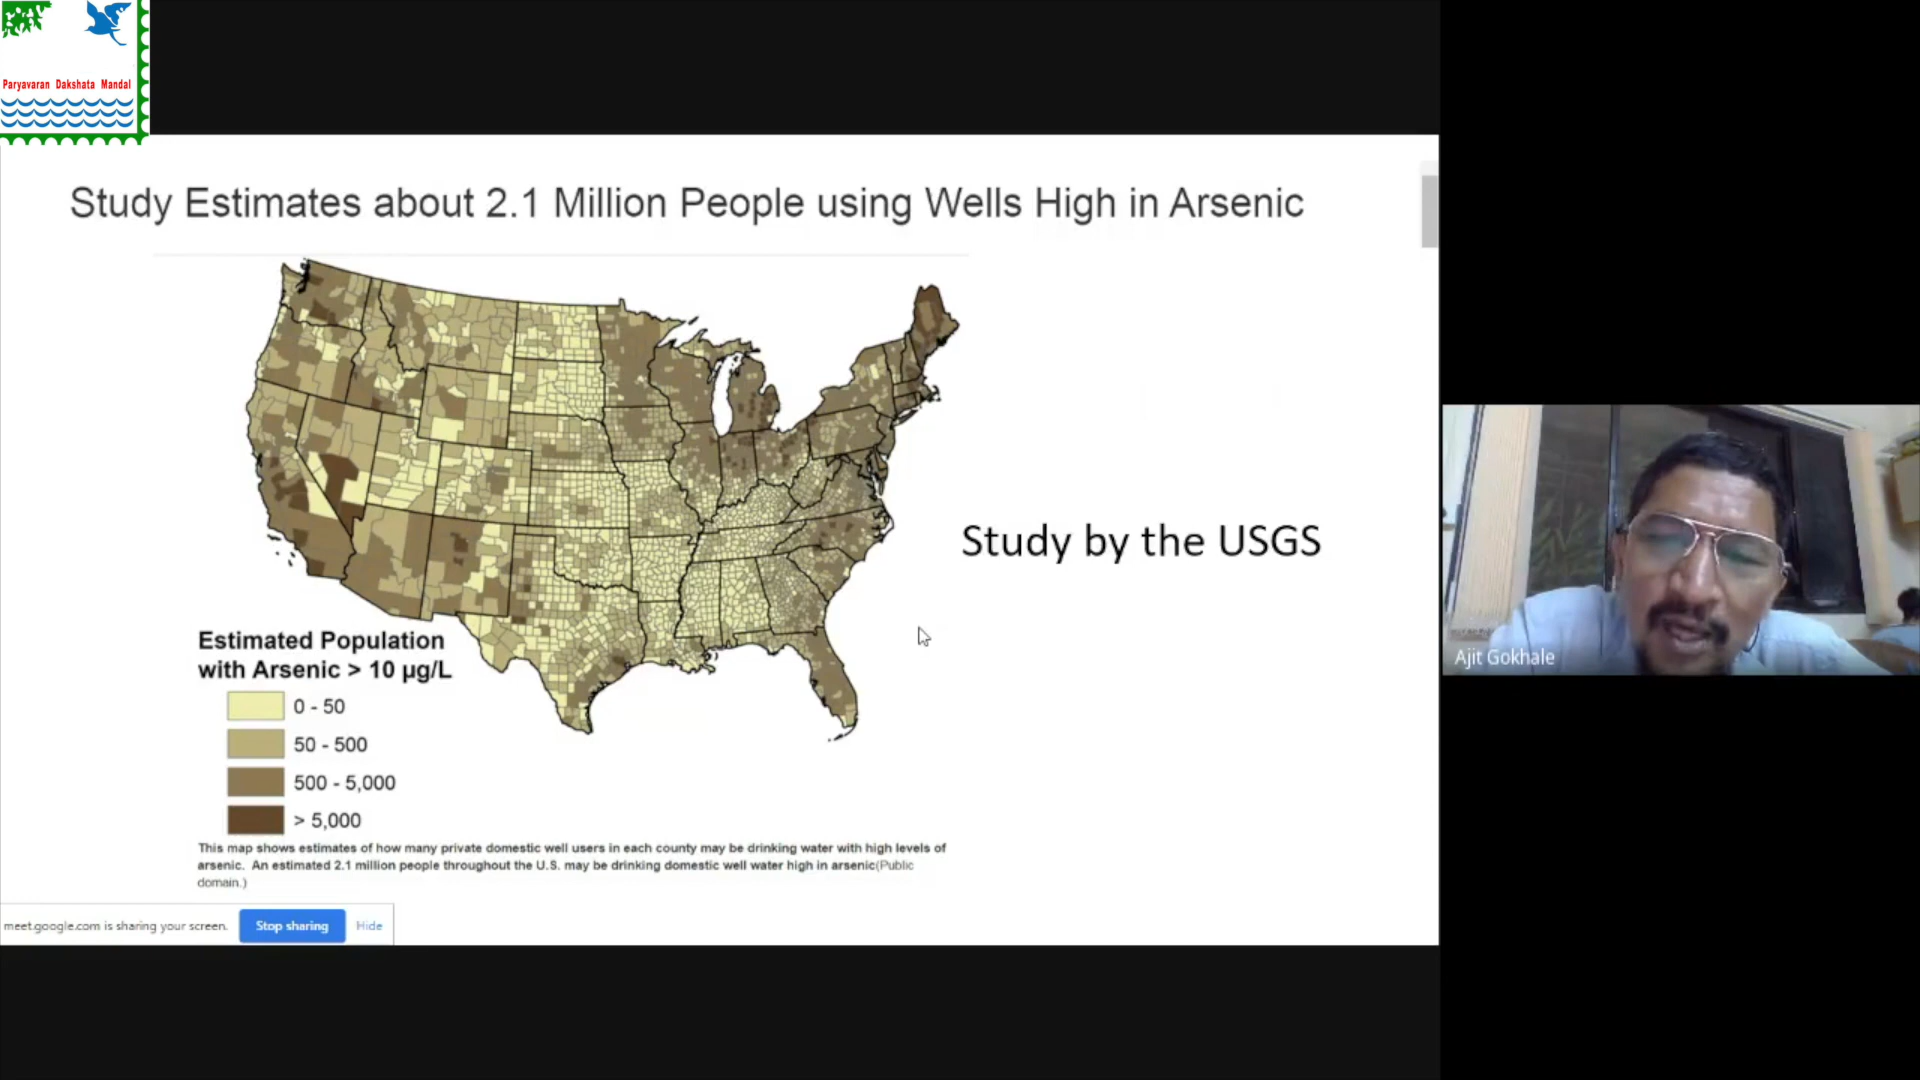 Paryavaran Dakshata Mandal
Study Estimates about 2.1 Million People using Wells High in Arsenic
Study by the USGS
Estimated Population
with Arsenic > 10 µg/L
0 - 50
50 - 500
500 - 5,000
> 5,000
This map shows estimates of how many private domestic well users in each county may be drinking water with high levels of
arsenic. An estimated 2.1 million people throughout the U.S. may be drinking domestic well water high in arsenic(Public
domain.)
meet.google.com is sharing your screen. Stop sharing Hide
Ajit Gokhale